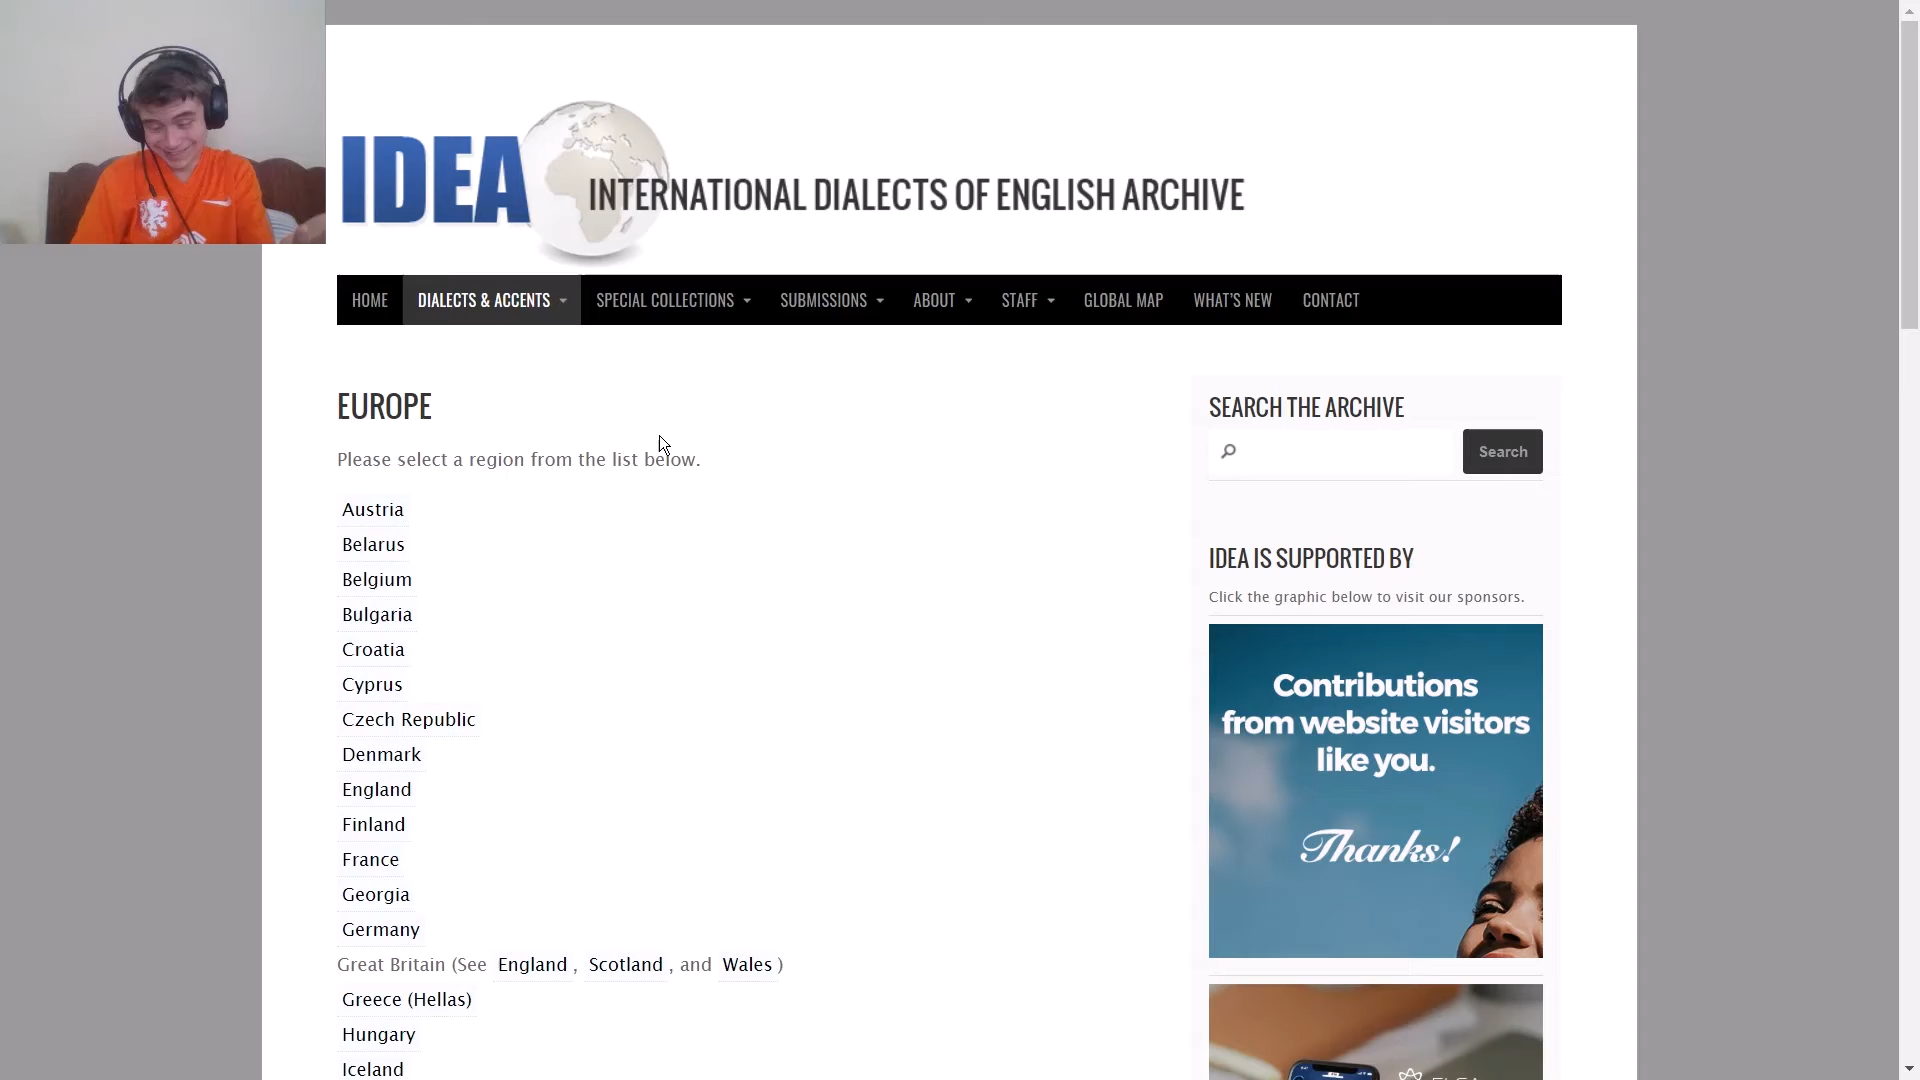 IDEA
INTERNATIONAL DIALECTS OF ENGLISH ARCHIVE
HOME DIALECTS & ACCENTS SPECIAL COLLECTIONS SUBMISSIONS ABOUT STAFF GLOBAL MAP WHAT'S NEW CONTACT
EUROPE
Please select a region from the list below.
Austria
Belarus
Belgium
Bulgaria
Croatia
Cyprus
Czech Republic
Denmark
England
Finland
France
Georgia
Germany
Great Britain (See England , Scotland , and Wales )
Greece (Hellas)
Hungary
Iceland
SEARCH THE ARCHIVE
Search
IDEA IS SUPPORTED BY
Click the graphic below to visit our sponsors.
Contributions
from website visitors
like you.
Thanks!